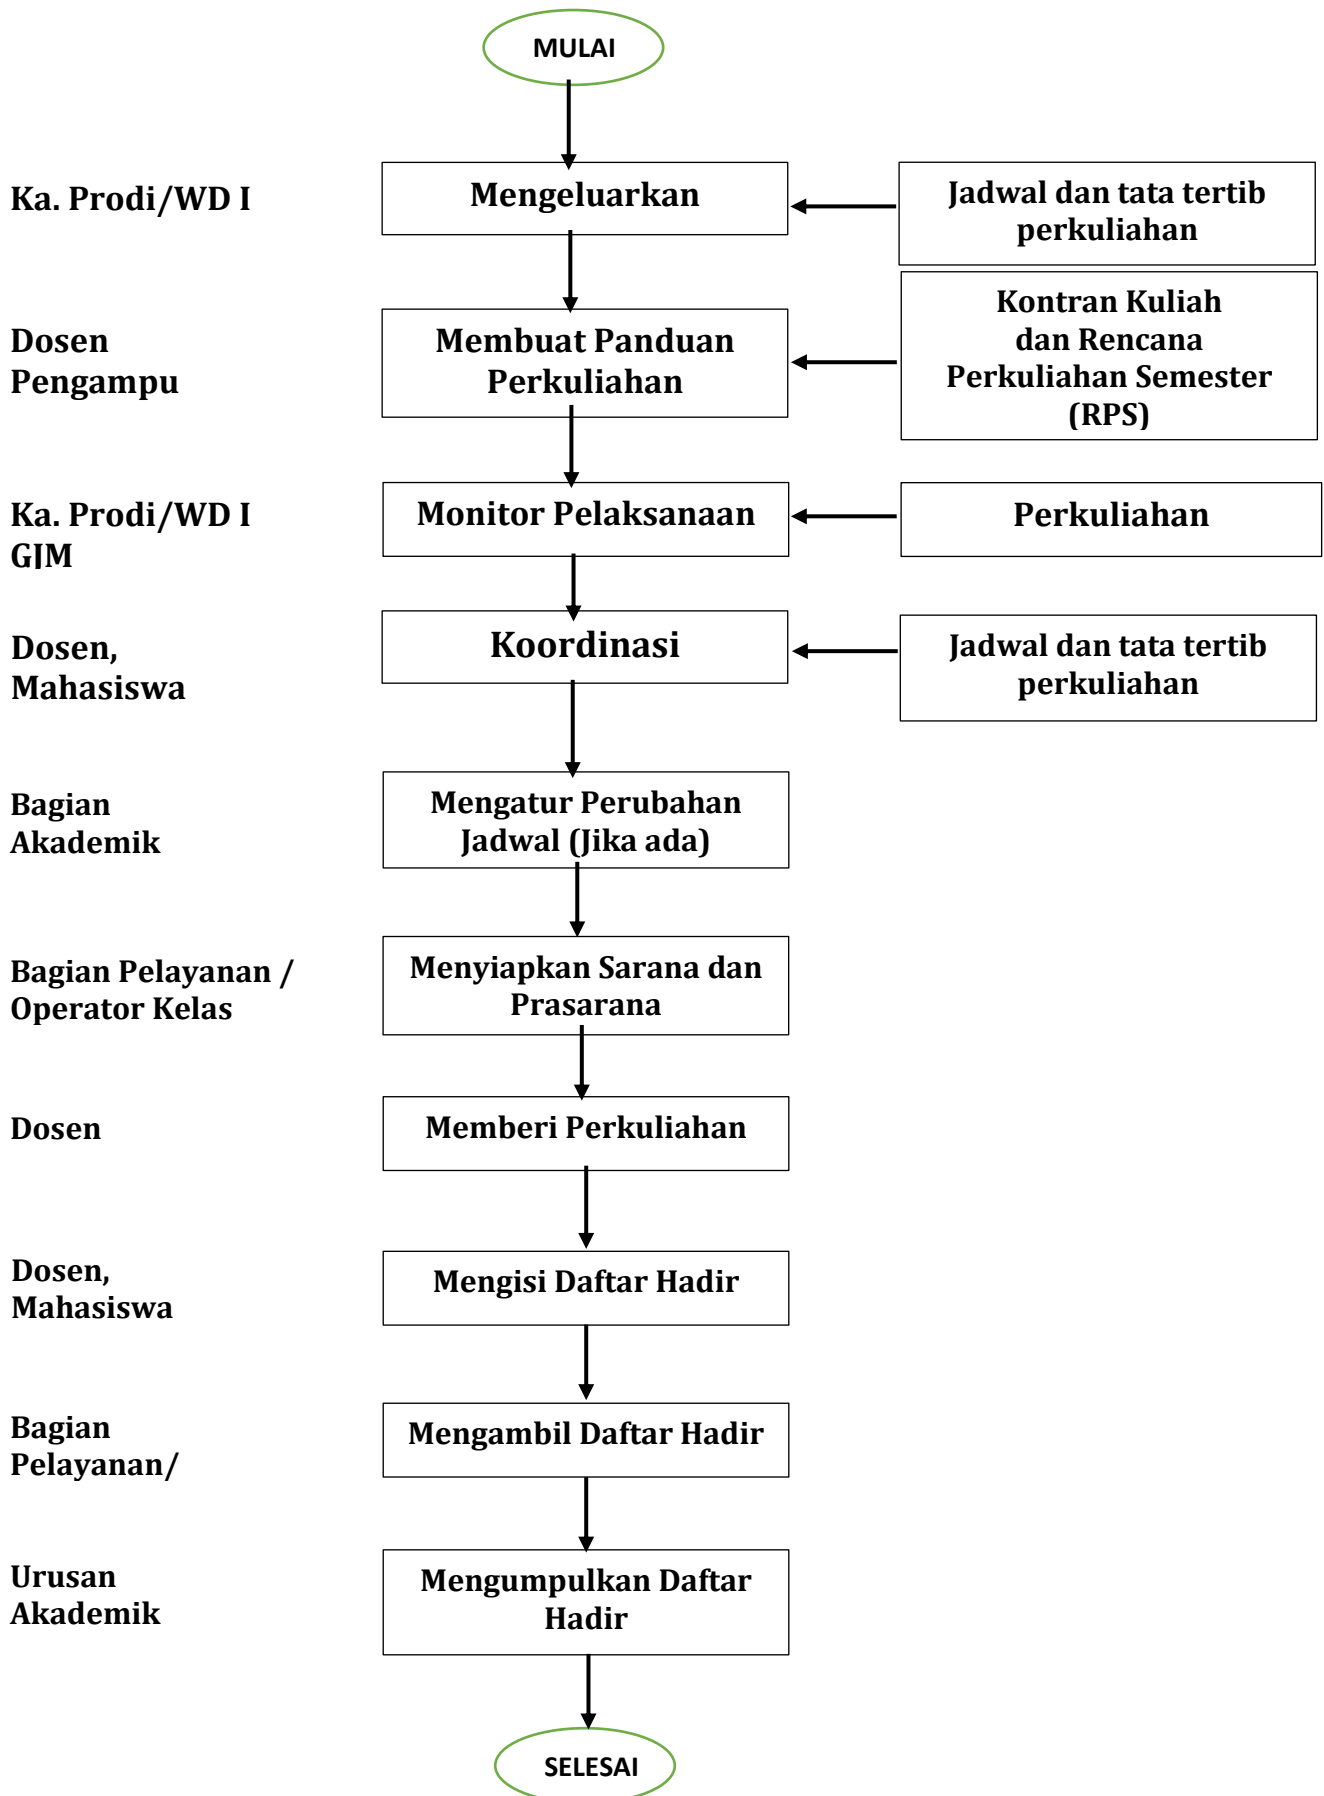 MULAI
Ka. Prodi/WD I
Mengeluarkan
Jadwal dan tata tertib
perkuliahan
Dosen
Pengampu
Membuat Panduan
Perkuliahan
Kontran Kuliah
dan Rencana
Perkuliahan Semester
(RPS)
Ka. Prodi/WD I
GJM
Monitor Pelaksanaan
Perkuliahan
Dosen,
Mahasiswa
Koordinasi
Jadwal dan tata tertib
perkuliahan
Bagian
Akademik
Mengatur Perubahan
Jadwal (Jika ada)
Bagian Pelayanan /
Operator Kelas
Menyiapkan Sarana dan
Prasarana
Dosen
Memberi Perkuliahan
Dosen,
Mahasiswa
Mengisi Daftar Hadir
Bagian
Pelayanan/
Mengambil Daftar Hadir
Urusan
Akademik
Mengumpulkan Daftar
Hadir
SELESAI